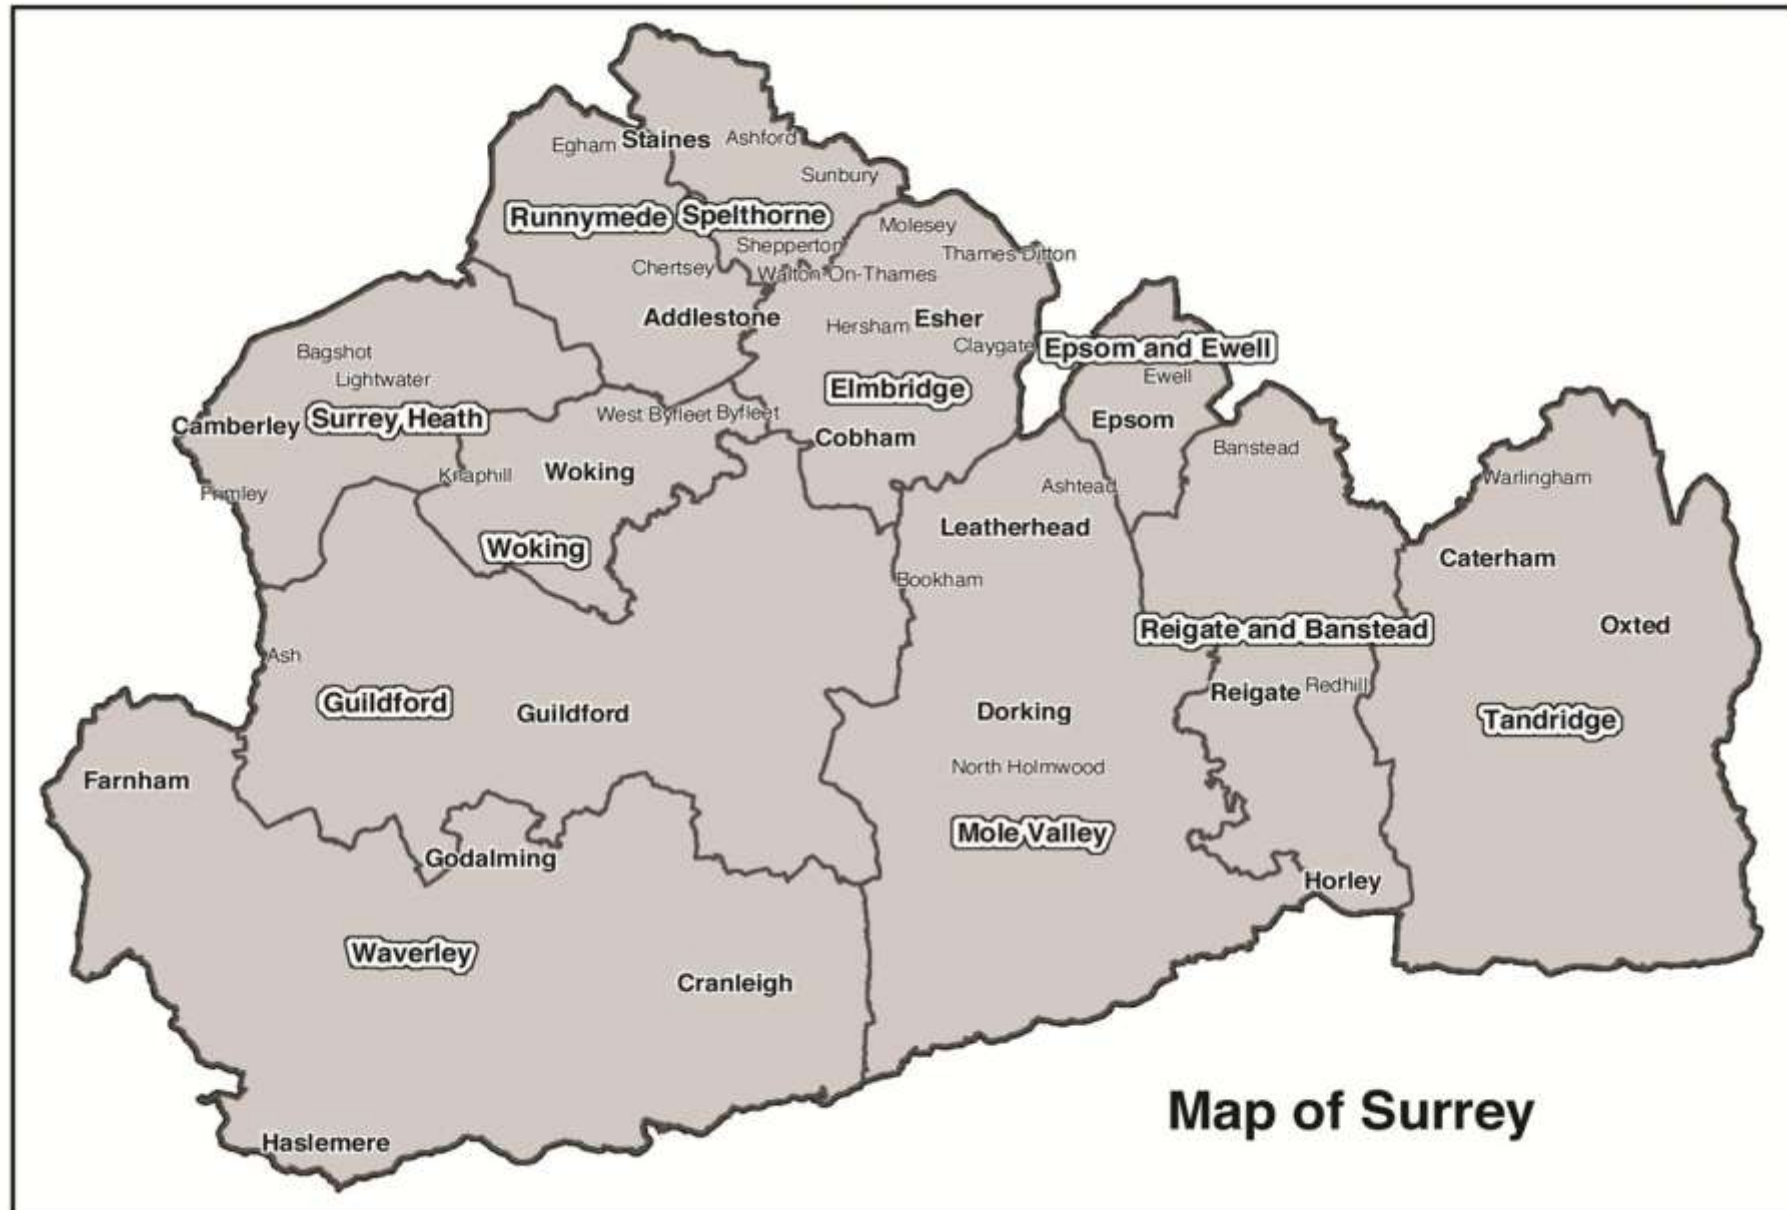 Egham
Staines
Ashford
Sunbury
Runnymede
Spelthorne
Molesey
Shepperton
Thames Ditton
Chertsey
Walton-On-Thames
Addlestone
Hersham
Esher
Claygate
Epsom and Ewell
Bagshot
Lightwater
Ewell
Elmbridge
Camberley
Surrey Heath
West Byfleet
Byfleet
Epsom
Cobham
Banstead
Knaphill
Woking
Frimley
Ashtead
Warlingham
Leatherhead
Woking
Caterham
Bookham
Reigate and Banstead
Oxted
Ash
Guildford
Guildford
Reigate
Redhill
Dorking
Tandridge
Farnham
North Holmwood
Mole Valley
Godalming
Horley
Waverley
Cranleigh
Map of Surrey
Haslemere